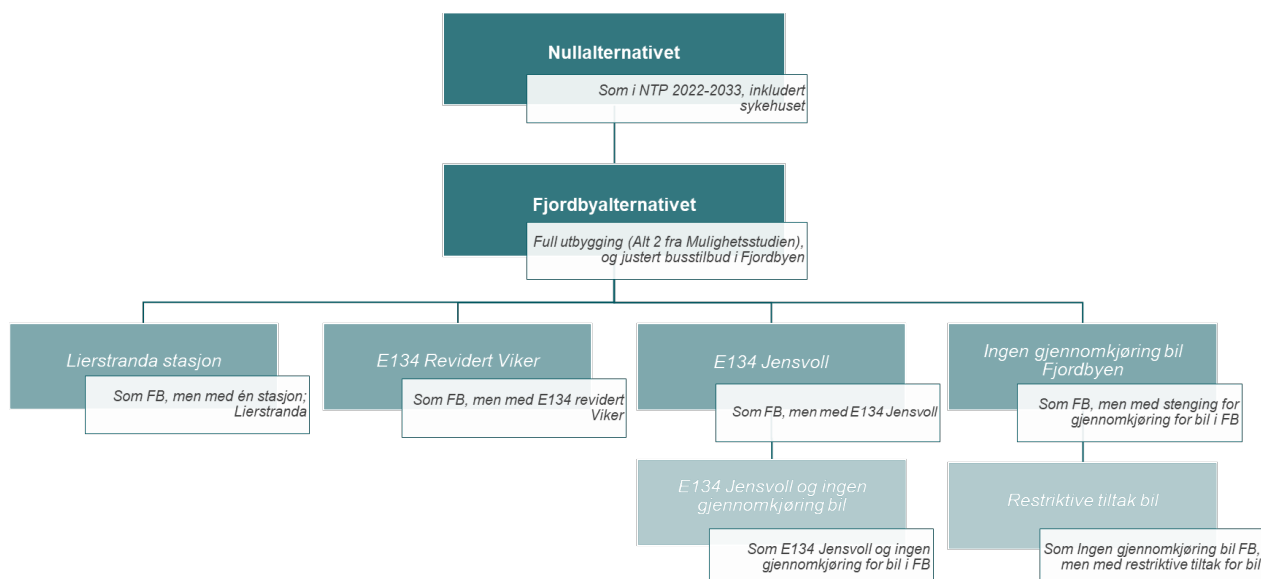 Nullalternativet
Som i NTP 2022-2033, inkludert
sykehuset
Fjordbyalternativet
Full utbygging (Alt 2 fra Mulighetsstudien),
og justert busstilbud i Fjordbyen
Lierstranda stasjon
Som FB, men med én stasjon;
Lierstranda
E134 Revidert Viker
Som FB, men med E134 revidert
Viker
E134 Jensvoll
Som FB, men med E134 Jensvoll
Ingen gjennomkjøring bil
Fjordbyen
Som FB, men med stenging for
gjennomkjøring for bil i FB
E134 Jensvoll og ingen
gjennomkjøring bil
Som E134 Jensvoll og ingen
gjennomkjøring for bil i FB
Restriktive tiltak bil
Som Ingen gjennomkjøring bil FB,
men med restriktive tiltak for bil